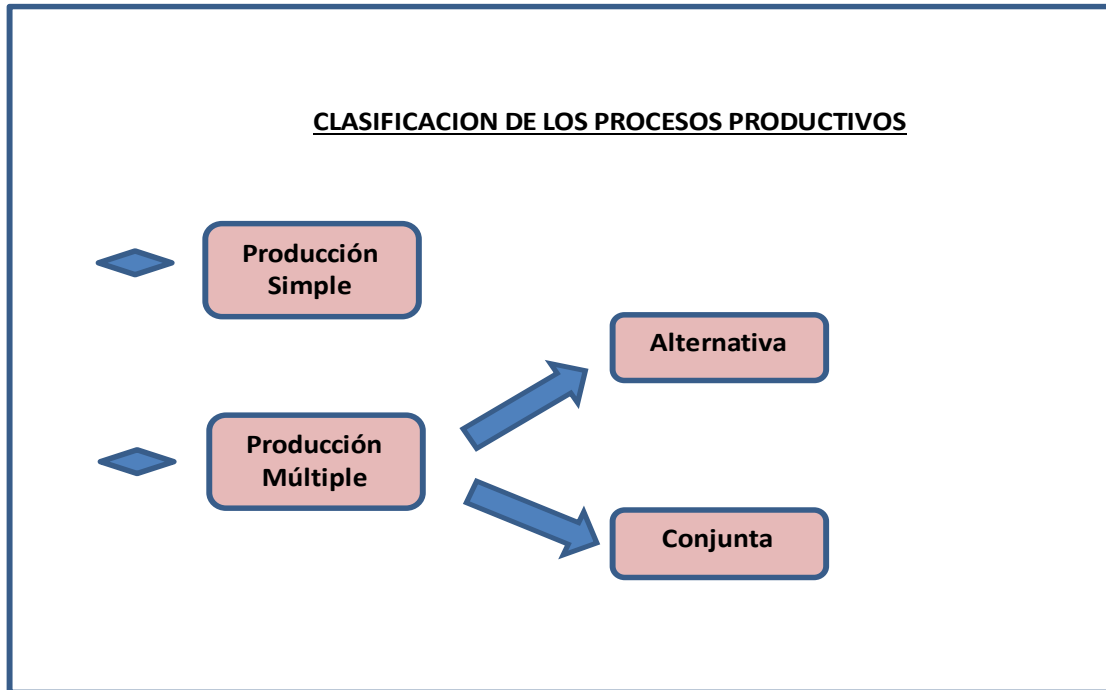 CLASIFICACION DE LOS PROCESOS PRODUCTIVOS
Producción
Simple
Alternativa
Producción
Múltiple
Conjunta